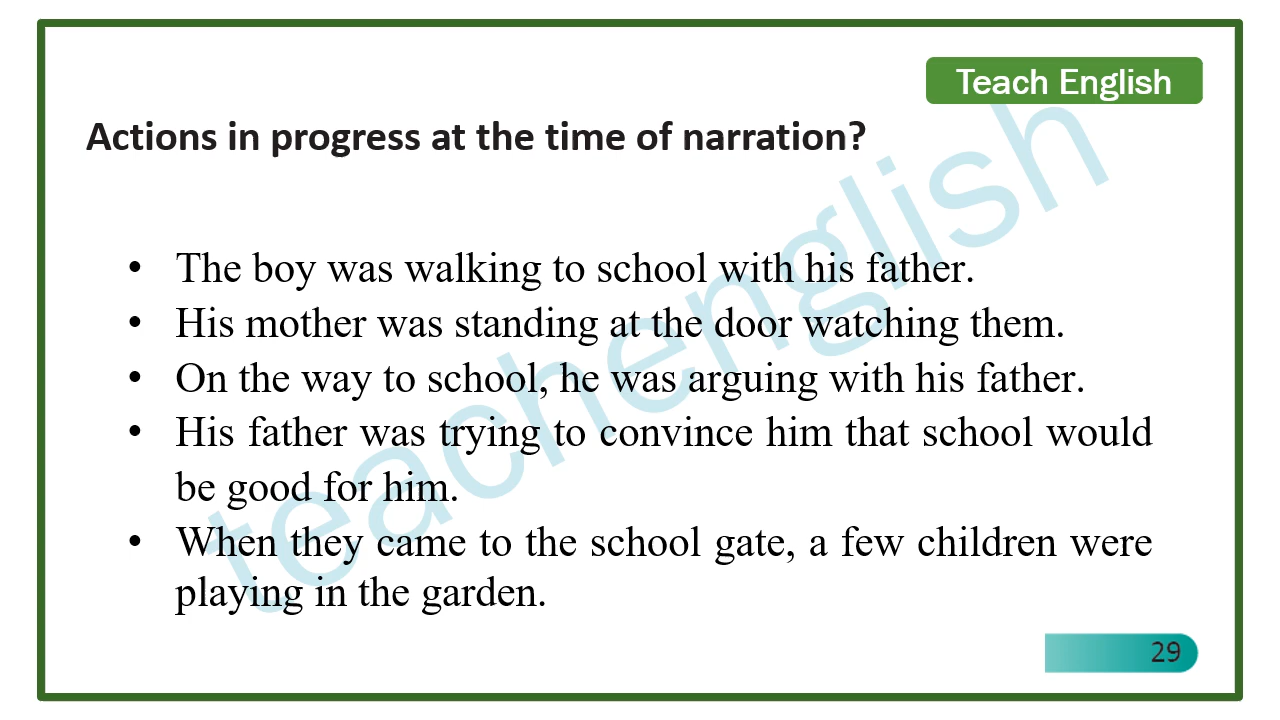 Teach English
Actions in progress at the time of narration?
• The boy was walking to school with his father.
• His mother was standing at the door watching them.
• On the way to school, he was arguing with his father.
• His father was trying to convince him that school would
be good for him.
• When they came to the school gate, a few children were
playing in the garden.
teachenglish
29